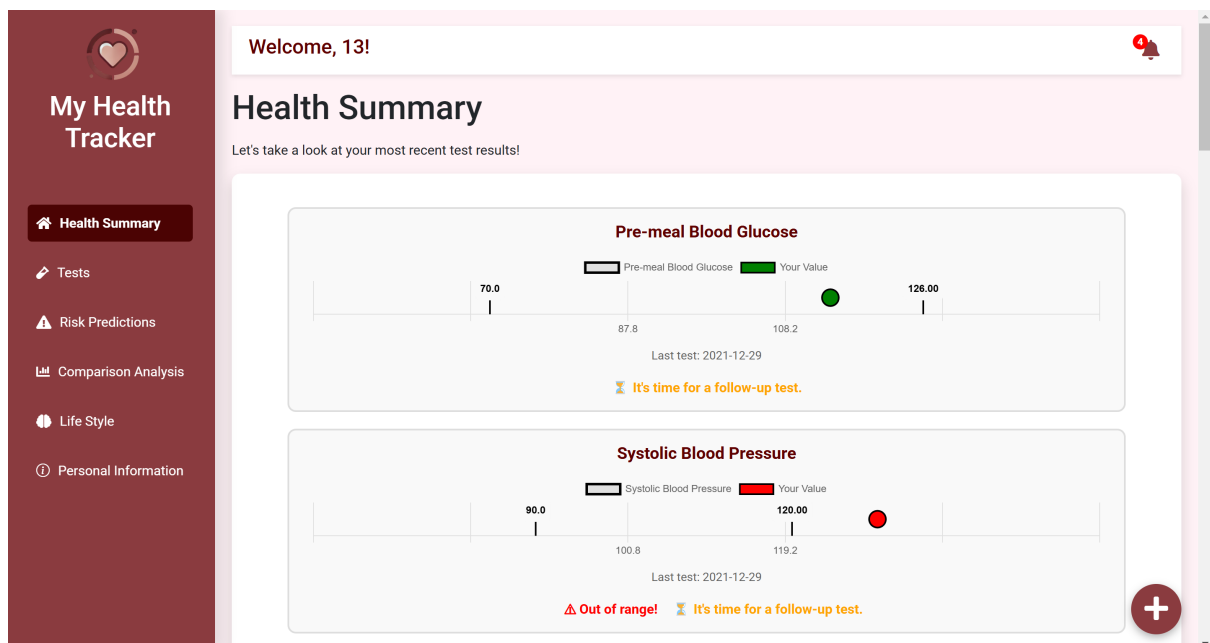 My Health
Tracker
Health Summary
Tests
Risk Predictions
Comparison Analysis
Life Style
Personal Information
Welcome, 13!
4
Health Summary
Let's take a look at your most recent test results!
Pre-meal Blood Glucose
Pre-meal Blood Glucose Your Value
70.0 126.00
87.8 108.2
Last test: 2021-12-29
⏳ It's time for a follow-up test.
Systolic Blood Pressure
Systolic Blood Pressure Your Value
90.0 120.00
100.8 119.2
Last test: 2021-12-29
⚠ Out of range! ⏳ It's time for a follow-up test.